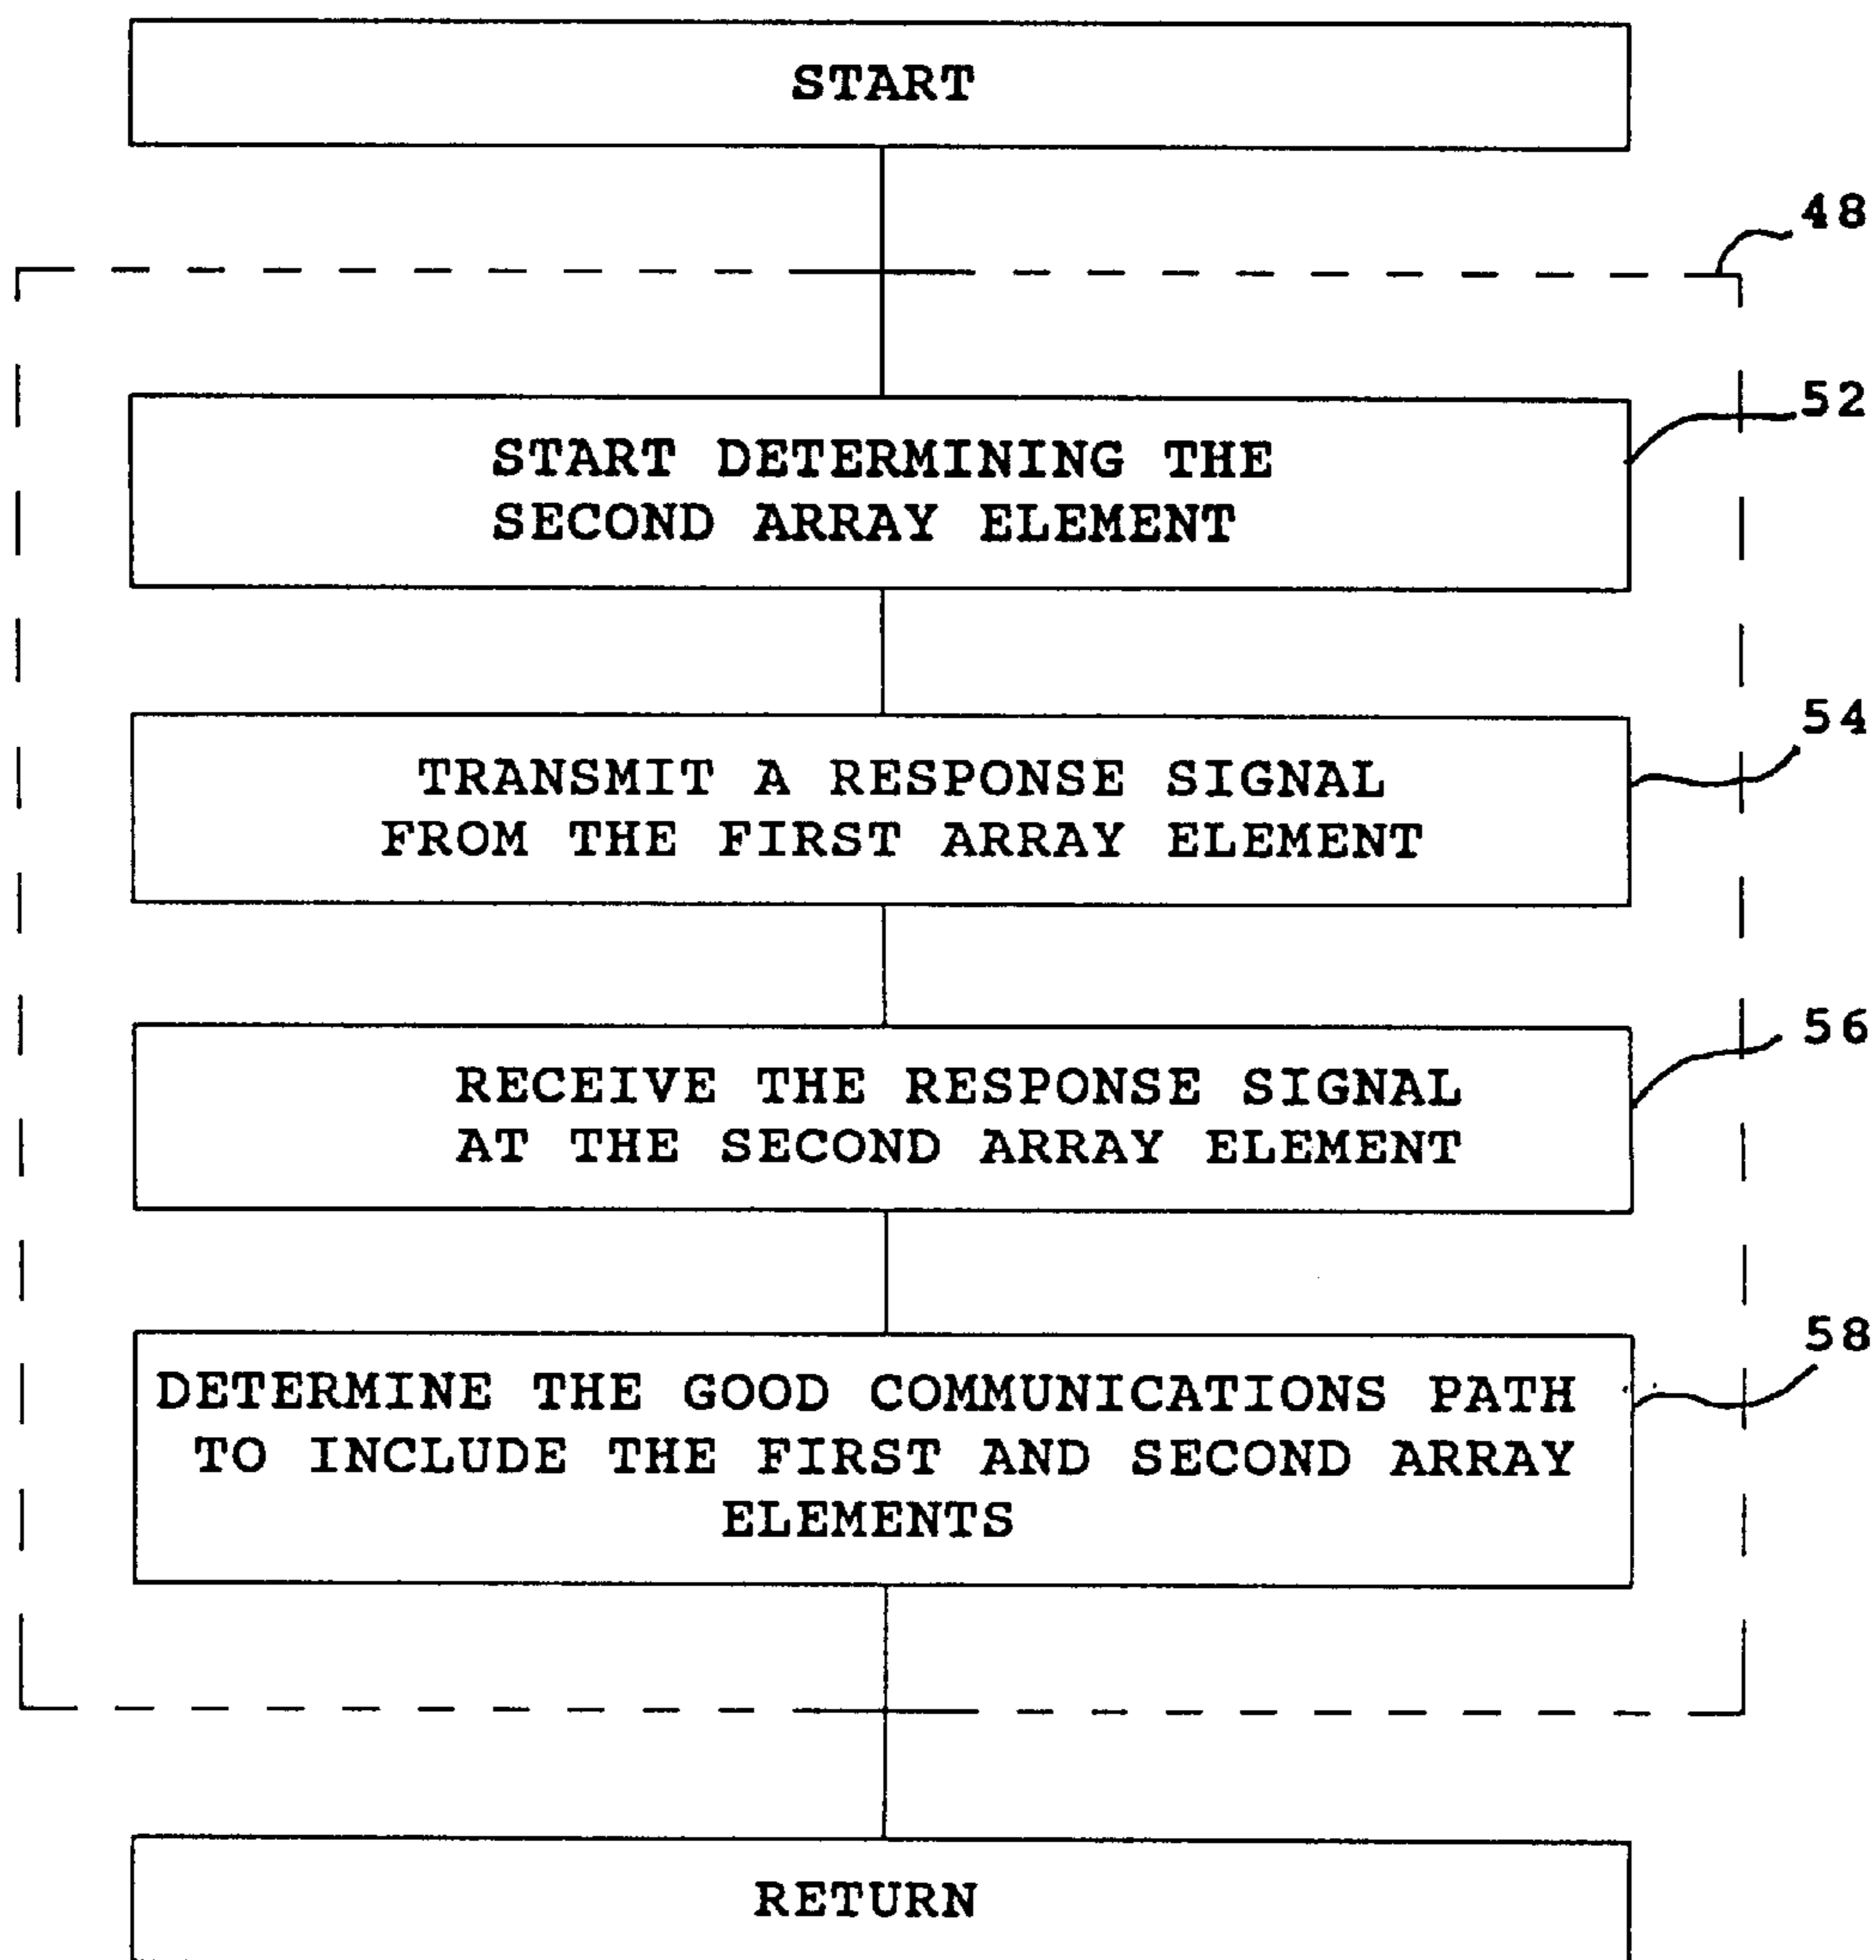 START
48
52
START DETERMINING THE
SECOND ARRAY ELEMENT
54
TRANSMIT A RESPONSE SIGNAL
FROM THE FIRST ARRAY ELEMENT
56
RECEIVE THE RESPONSE SIGNAL
AT THE SECOND ARRAY ELEMENT
58
DETERMINE THE GOOD COMMUNICATIONS PATH
TO INCLUDE THE FIRST AND SECOND ARRAY
ELEMENTS
RETURN